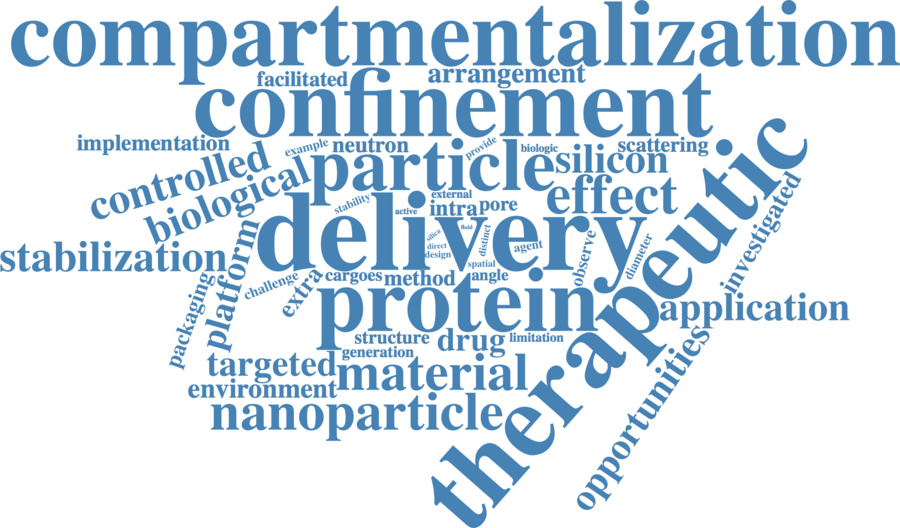 compartmentalization
facilitated
arrangement
confinement
implementation
example
neutron
provide
biologic
scattering
controlled
biological
particle
silicon
therapeutic
effect
external
stability
active
intra
pore
investigated
delivery
silica
fluid
direct
design
distinct
agent
spatial
observe
diameter
stabilization
platform
packaging
challenge
extra
cargoes
method
angle
protein
application
structure
drug
limitation
generation
targeted
material
environment
nanoparticle
opportunities